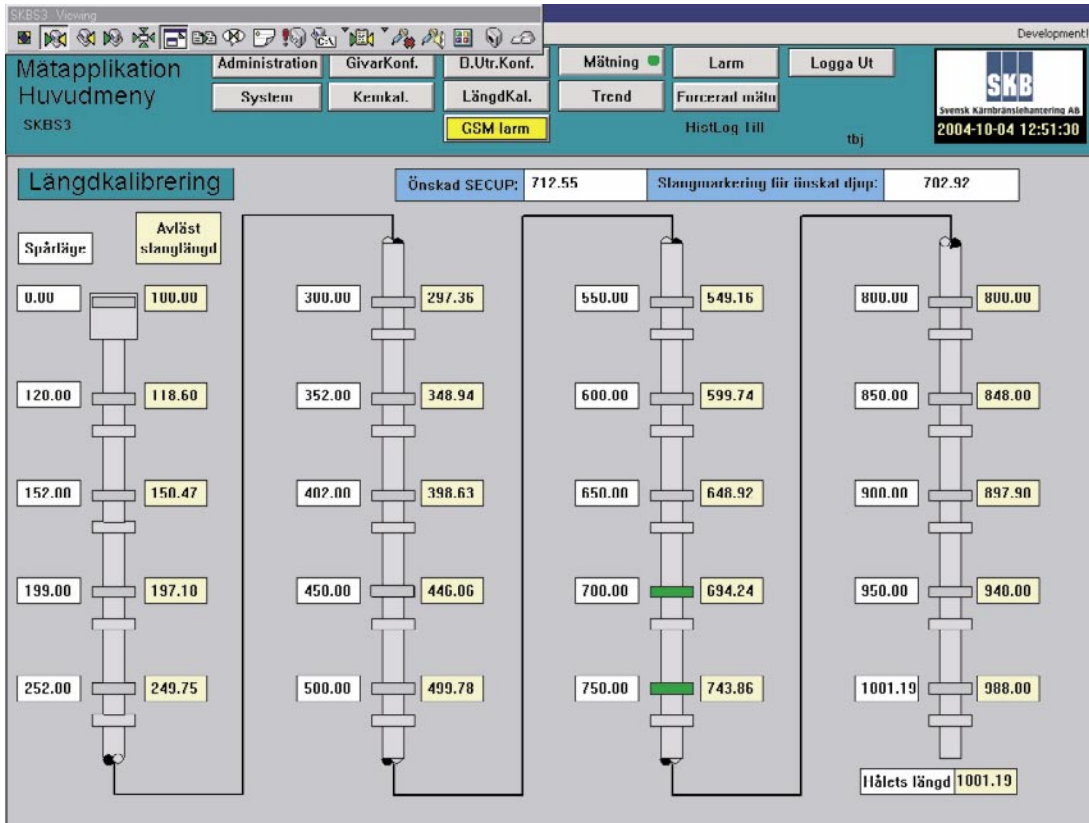 SKBS3 Viewing
Development!
Mätapplikation
Huvudmeny
SKBS3
Administration
GivarKonf.
D.Utr.Konf.
Mätning
Larm
Logga Ut
System
Kemkal.
LängdKal.
Trend
Forcerad mätn
GSM larm
HistLog Till
tbj
SKB
Svensk Kärnbränslehantering AB
2004-10-04 12:51:38
Längdkalibrering
Önskad SECUP: 712.55
Slangmarkering för önskat djup: 702.92
Spårläge
Avläst
slanglängd
0.00 100.00 300.00 297.36 550.00 549.16 800.00 800.00
120.00 118.60 352.00 348.94 600.00 599.74 850.00 848.00
152.00 150.47 402.00 398.63 650.00 648.92 900.00 897.90
199.00 197.10 450.00 446.06 700.00 694.24 950.00 940.00
252.00 249.75 500.00 499.78 750.00 743.86 1001.19 988.00
Hålets längd 1001.19